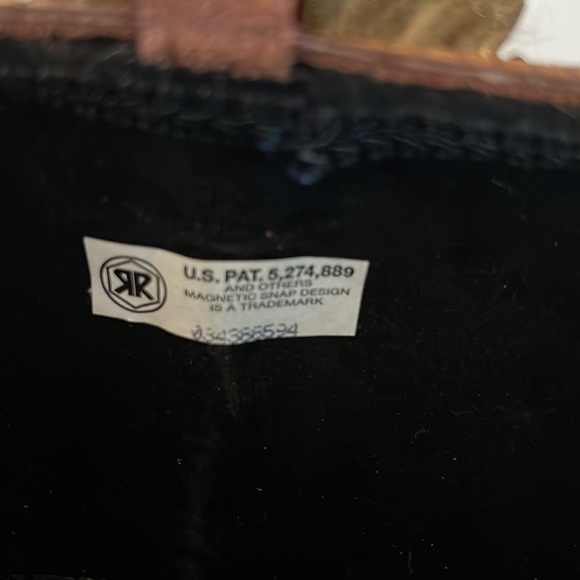 RR
U.S. PAT. 5,274,889
AND OTHERS
MAGNETIC SNAP DESIGN
IS A TRADEMARK